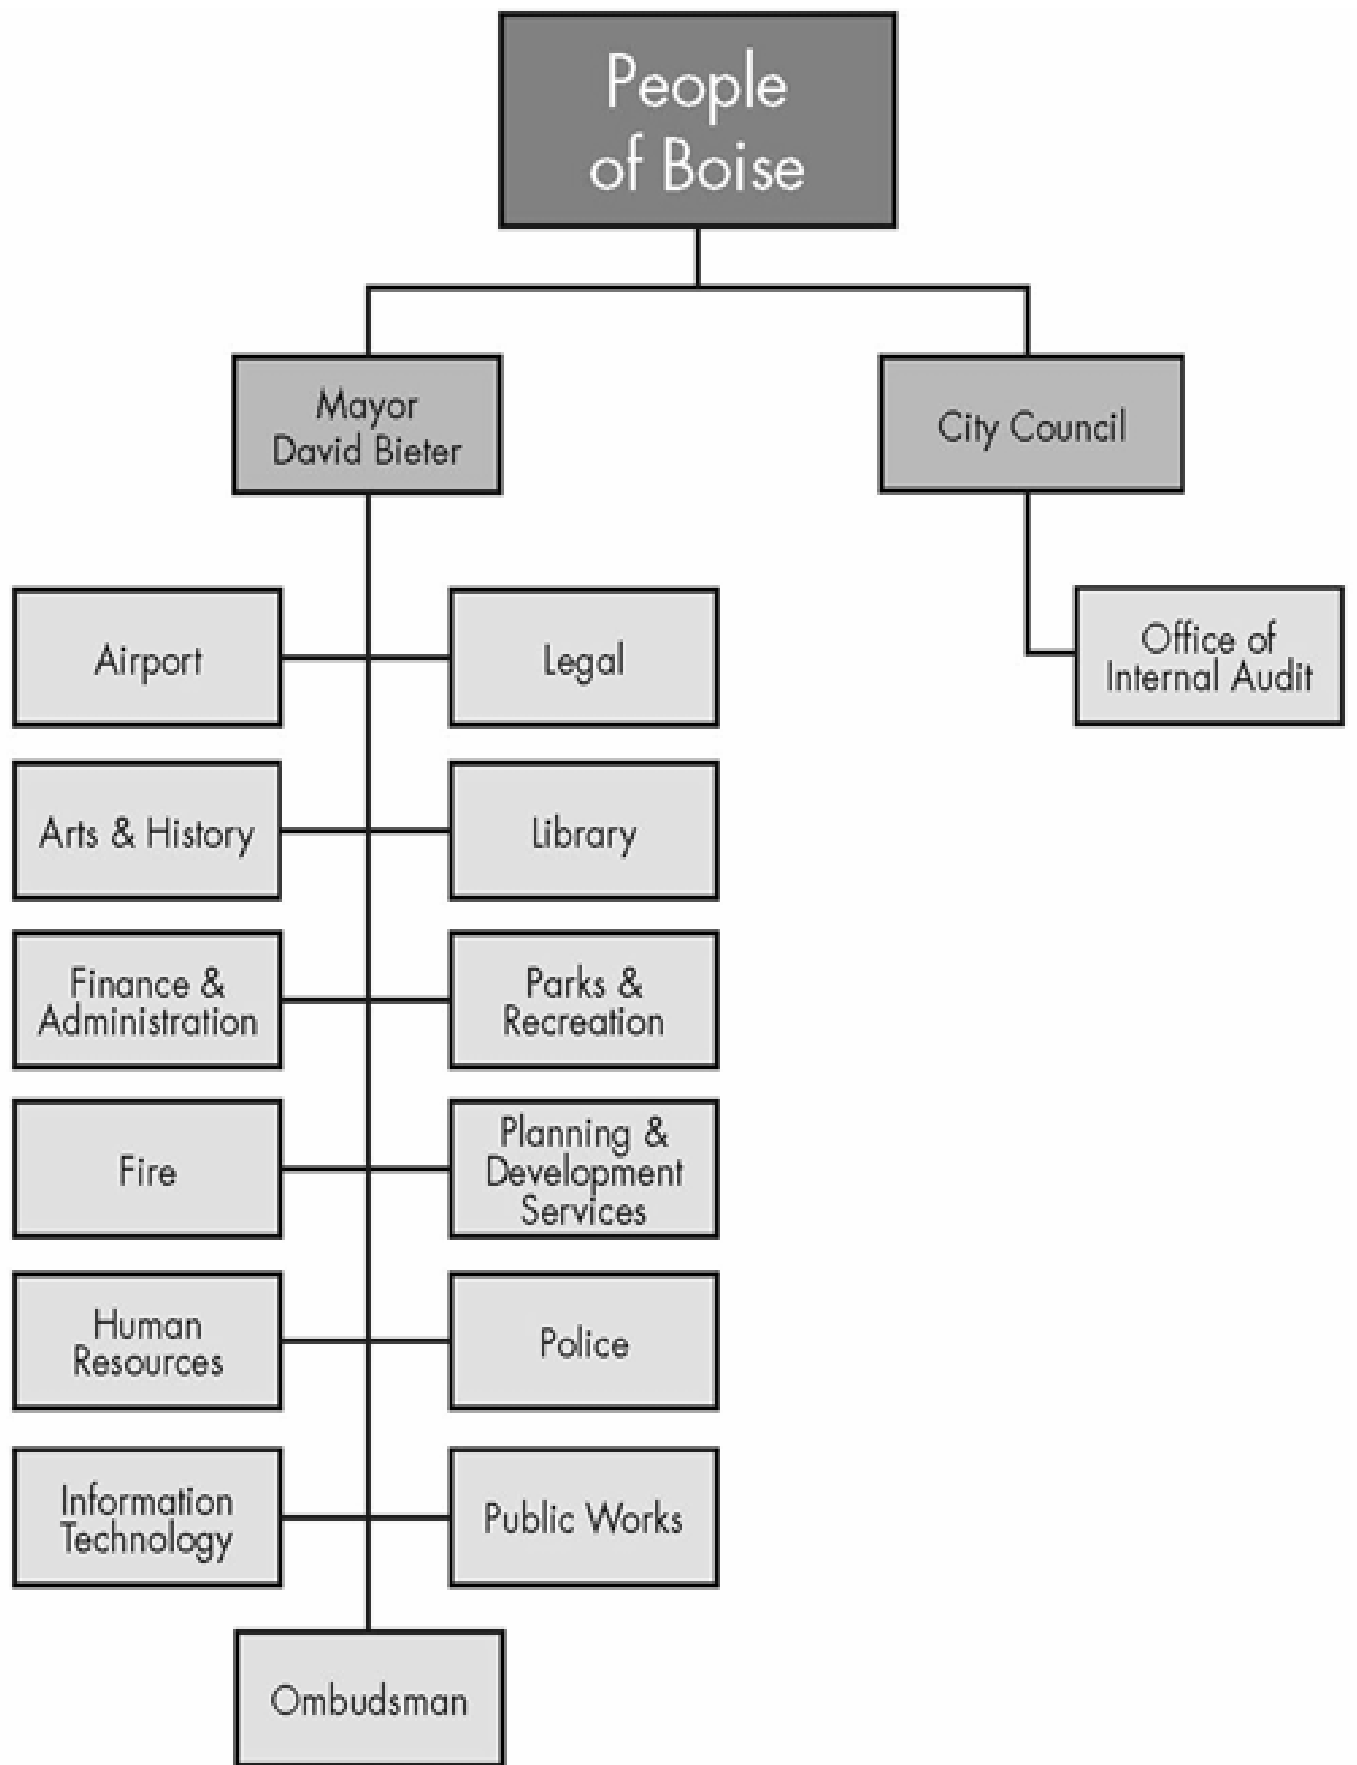 People
of Boise
Mayor
David Bieter
City Council
Airport
Legal
Office of
Internal Audit
Arts & History
Library
Finance &
Administration
Parks &
Recreation
Fire
Planning &
Development
Services
Human
Resources
Police
Information
Technology
Public Works
Ombudsman